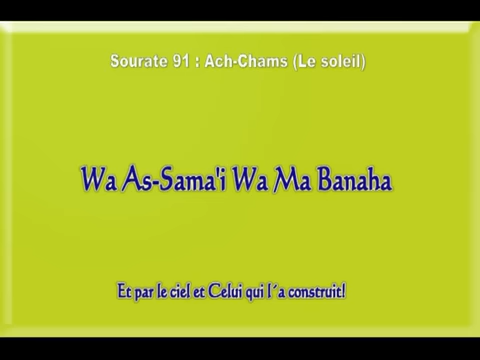 Sourate 91 : Ach-Chams (Le soleil)
Wa As-Sama'i Wa Ma Banaha
Et par le ciel et Celui qui l´a construit!